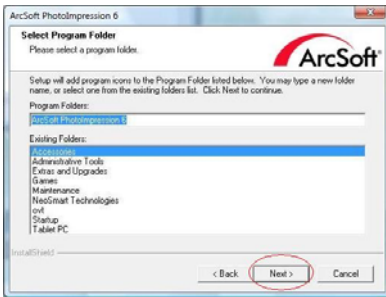 ArcSoft PhotoImpression 6
Select Program Folder
Please select a program folder.
ArcSoft
Setup will add program icons to the Program Folder listed below. You may type a new folder
name, or select one from the existing folders list. Click Next to continue.
Program Folders:
ArcSoft PhotoImpression 6
Existing Folders:
Accessories
Administrative Tools
Extras and Upgrades
Games
Maintenance
NeoSmart Technologies
ovt
Startup
Tablet PC
InstallShield
< Back
Next >
Cancel